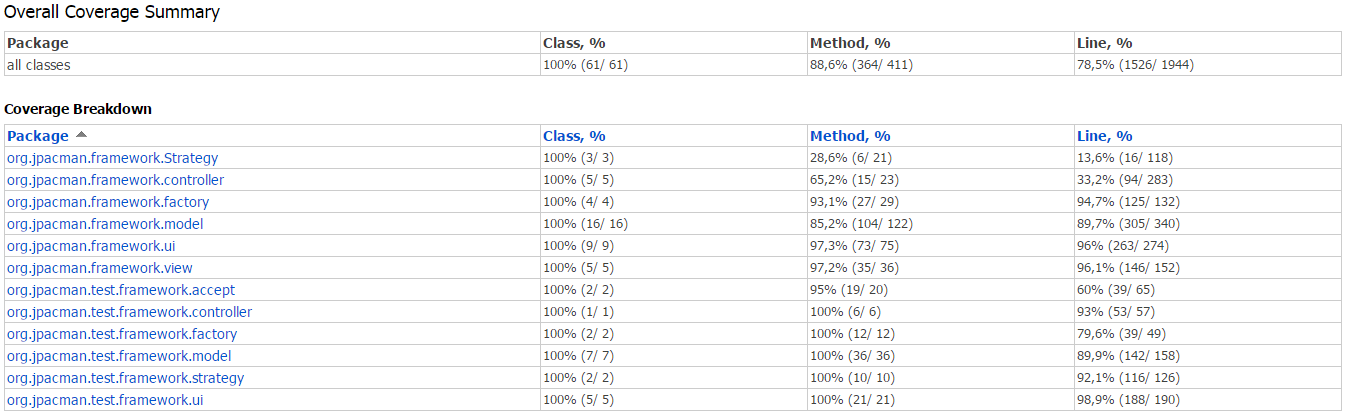 Overall Coverage Summary
Package Class, % Method, % Line, %
all classes 100% (61/ 61) 88,6% (364/ 411) 78,5% (1526/ 1944)
Coverage Breakdown
Package Class, % Method, % Line, %
org.jpacman.framework.Strategy 100% (3/ 3) 28,6% (6/ 21) 13,6% (16/ 118)
org.jpacman.framework.controller 100% (5/ 5) 65,2% (15/ 23) 33,2% (94/ 283)
org.jpacman.framework.factory 100% (4/ 4) 93,1% (27/ 29) 94,7% (125/ 132)
org.jpacman.framework.model 100% (16/ 16) 85,2% (104/ 122) 89,7% (305/ 340)
org.jpacman.framework.ui 100% (9/ 9) 97,3% (73/ 75) 96% (263/ 274)
org.jpacman.framework.view 100% (5/ 5) 97,2% (35/ 36) 96,1% (146/ 152)
org.jpacman.test.framework.accept 100% (2/ 2) 95% (19/ 20) 60% (39/ 65)
org.jpacman.test.framework.controller 100% (1/ 1) 100% (6/ 6) 93% (53/ 57)
org.jpacman.test.framework.factory 100% (2/ 2) 100% (12/ 12) 79,6% (39/ 49)
org.jpacman.test.framework.model 100% (7/ 7) 100% (36/ 36) 89,9% (142/ 158)
org.jpacman.test.framework.strategy 100% (2/ 2) 100% (10/ 10) 92,1% (116/ 126)
org.jpacman.test.framework.ui 100% (5/ 5) 100% (21/ 21) 98,9% (188/ 190)